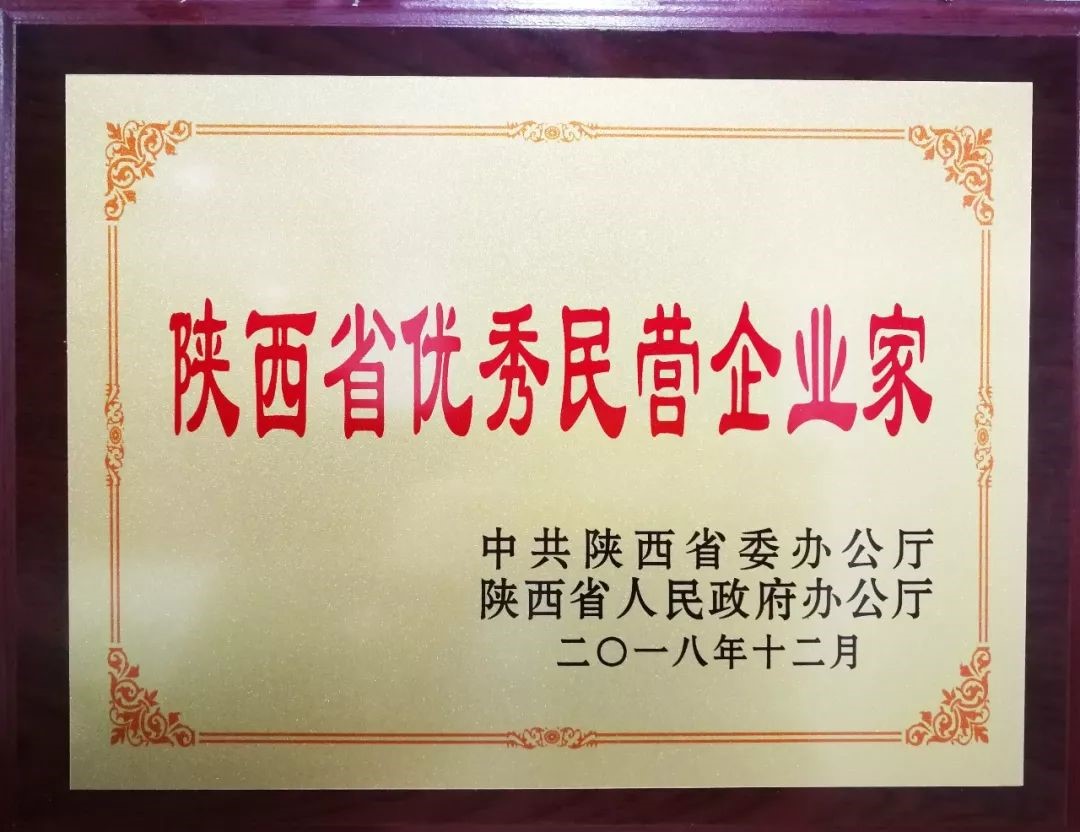 陕西省优秀民营企业家
中共陕西省委办公厅
陕西省人民政府办公厅
二〇一八年十二月